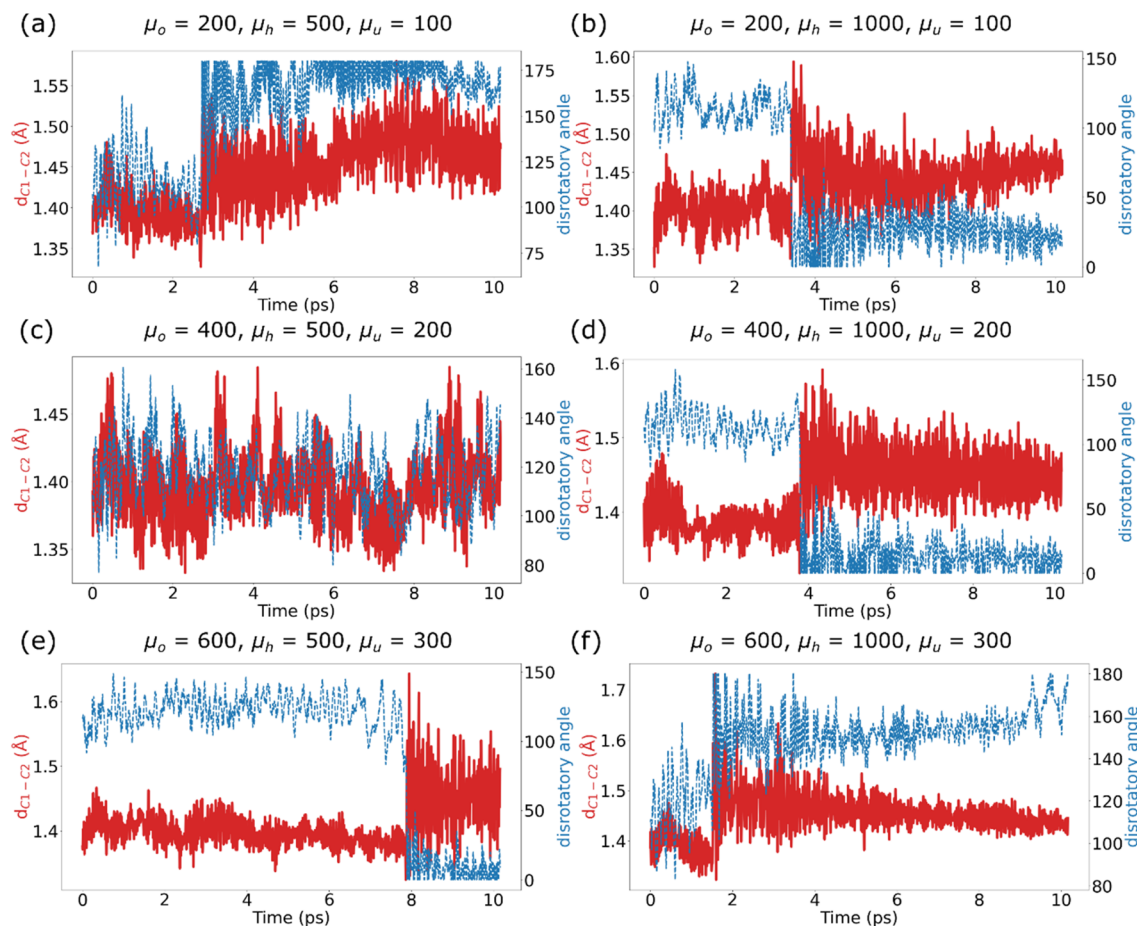 (a) μo = 200, μh = 500, μu = 100
1.55
1.50
1.45
1.40
1.35
dC1−C2 (Å)
175
150
125
100
75
disrotatory angle
0 2 4 6 8 10
Time (ps)
(b) μo = 200, μh = 1000, μu = 100
1.60
1.55
1.50
1.45
1.40
1.35
dC1−C2 (Å)
150
100
50
0
disrotatory angle
0 2 4 6 8 10
Time (ps)
(c) μo = 400, μh = 500, μu = 200
1.45
1.40
1.35
dC1−C2 (Å)
160
140
120
100
80
disrotatory angle
0 2 4 6 8 10
Time (ps)
(d) μo = 400, μh = 1000, μu = 200
1.6
1.5
1.4
dC1−C2 (Å)
150
100
50
0
disrotatory angle
0 2 4 6 8 10
Time (ps)
(e) μo = 600, μh = 500, μu = 300
1.6
1.5
1.4
dC1−C2 (Å)
150
100
50
0
disrotatory angle
0 2 4 6 8 10
Time (ps)
(f) μo = 600, μh = 1000, μu = 300
1.7
1.6
1.5
1.4
dC1−C2 (Å)
180
160
140
120
100
80
disrotatory angle
0 2 4 6 8 10
Time (ps)